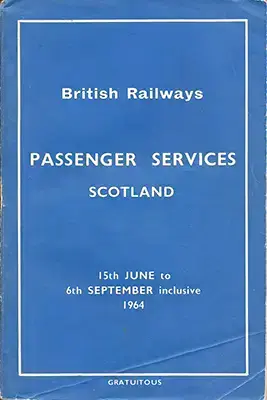 British Railways
PASSENGER SERVICES
SCOTLAND
15th JUNE to
6th SEPTEMBER inclusive
1964
GRATUITOUS